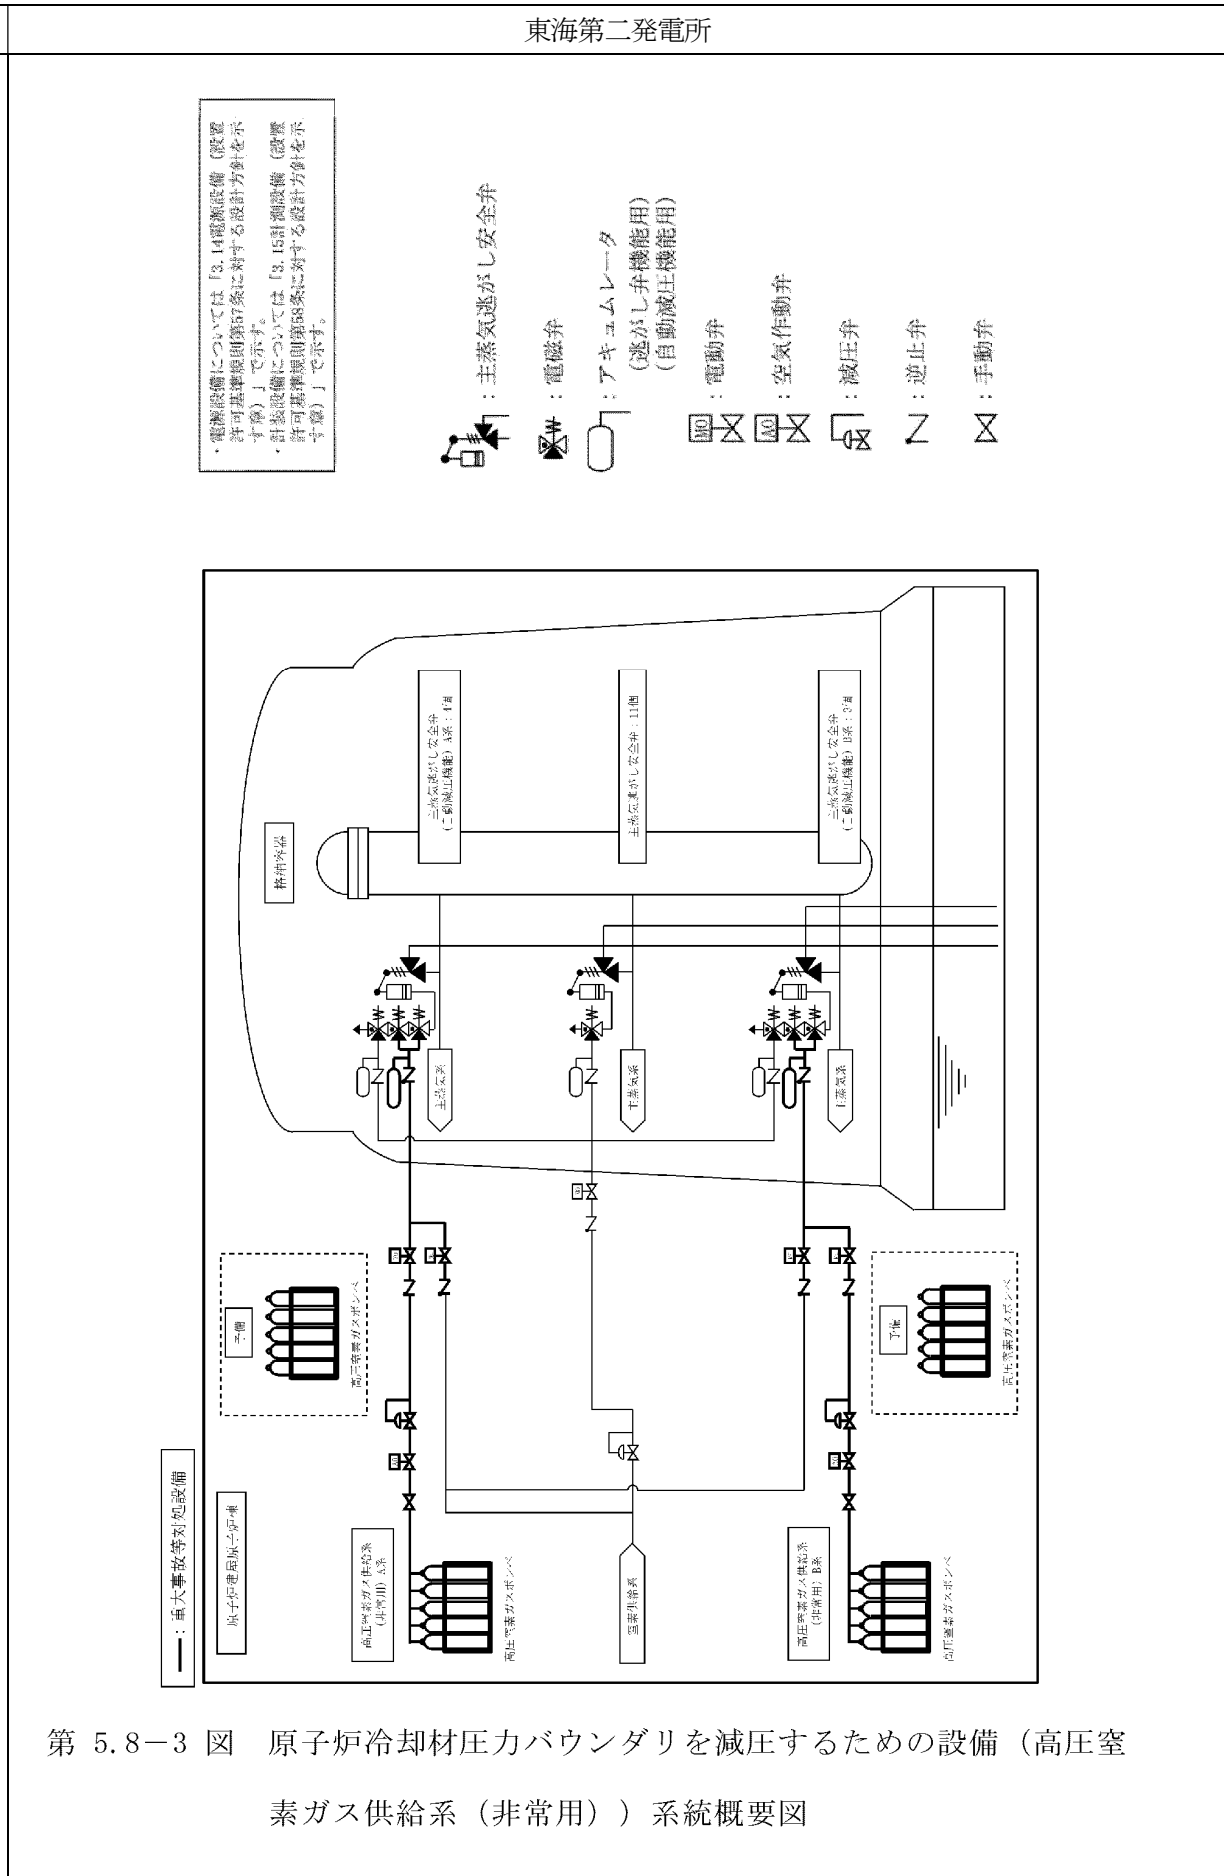 東海第二発電所
・電源設備については「3.14電源設備（設置
許可基準規則第57条に対する設計方針を示
す章）」で示す。
・計装設備については「3.15計測設備（設置
許可基準規則第58条に対する設計方針を示
す章）」で示す。
：主蒸気逃がし安全弁
：電磁弁
：アキュムレータ
(逃がし弁機能用)
(自動減圧機能用)
MO
：電動弁
AO
：空気作動弁
：減圧弁
：逆止弁
：手動弁
格納容器
主蒸気逃がし安全弁
(自動減圧機能) A系：4個
主蒸気逃がし安全弁：11個
主蒸気逃がし安全弁
(自動減圧機能) B系：3個
主蒸気系
主蒸気系
主蒸気系
予備
高圧窒素ガスボンベ
予備
高圧窒素ガスボンベ
━：重大事故等対処設備
原子炉建屋原子炉棟
高圧窒素ガス供給系
(非常用) A系
高圧窒素ガスボンベ
窒素供給系
高圧窒素ガス供給系
(非常用) B系
高圧窒素ガスボンベ
第 5.8－3 図　原子炉冷却材圧力バウンダリを減圧するための設備（高圧窒
素ガス供給系（非常用））系統概要図